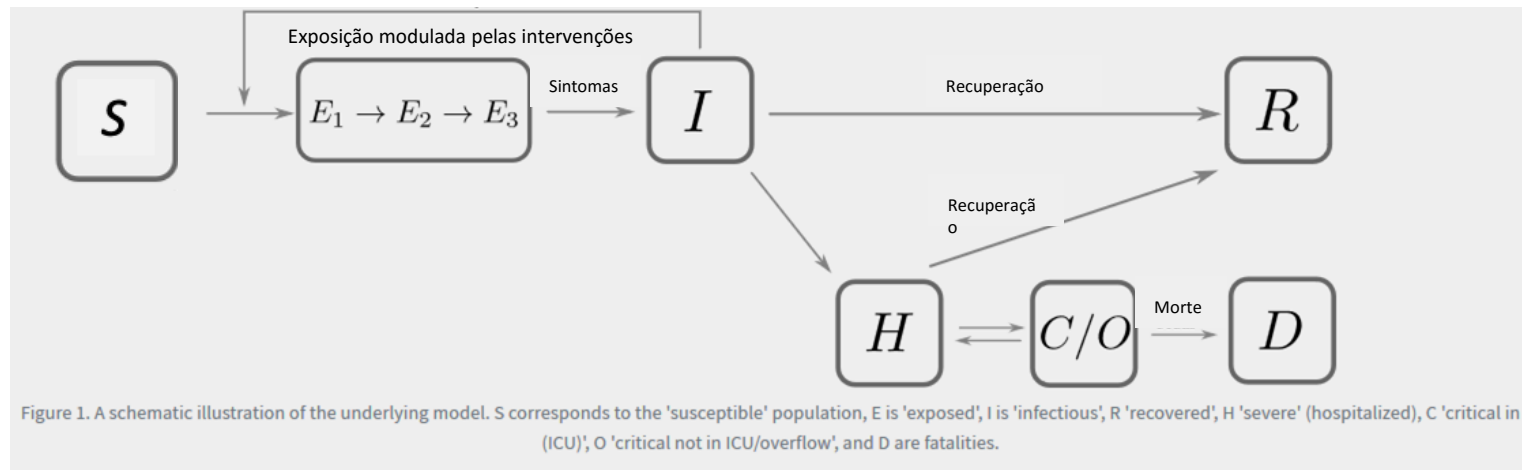 Exposição modulada pelas intervenções
S
E₁ → E₂ → E₃
Sintomas
I
Recuperação
R
Recuperaçã
o
H
C/O
Morte
D
Figure 1. A schematic illustration of the underlying model. S corresponds to the 'susceptible' population, E is 'exposed', I is 'infectious', R 'recovered', H 'severe' (hospitalized), C 'critical in
(ICU)', O 'critical not in ICU/overflow', and D are fatalities.